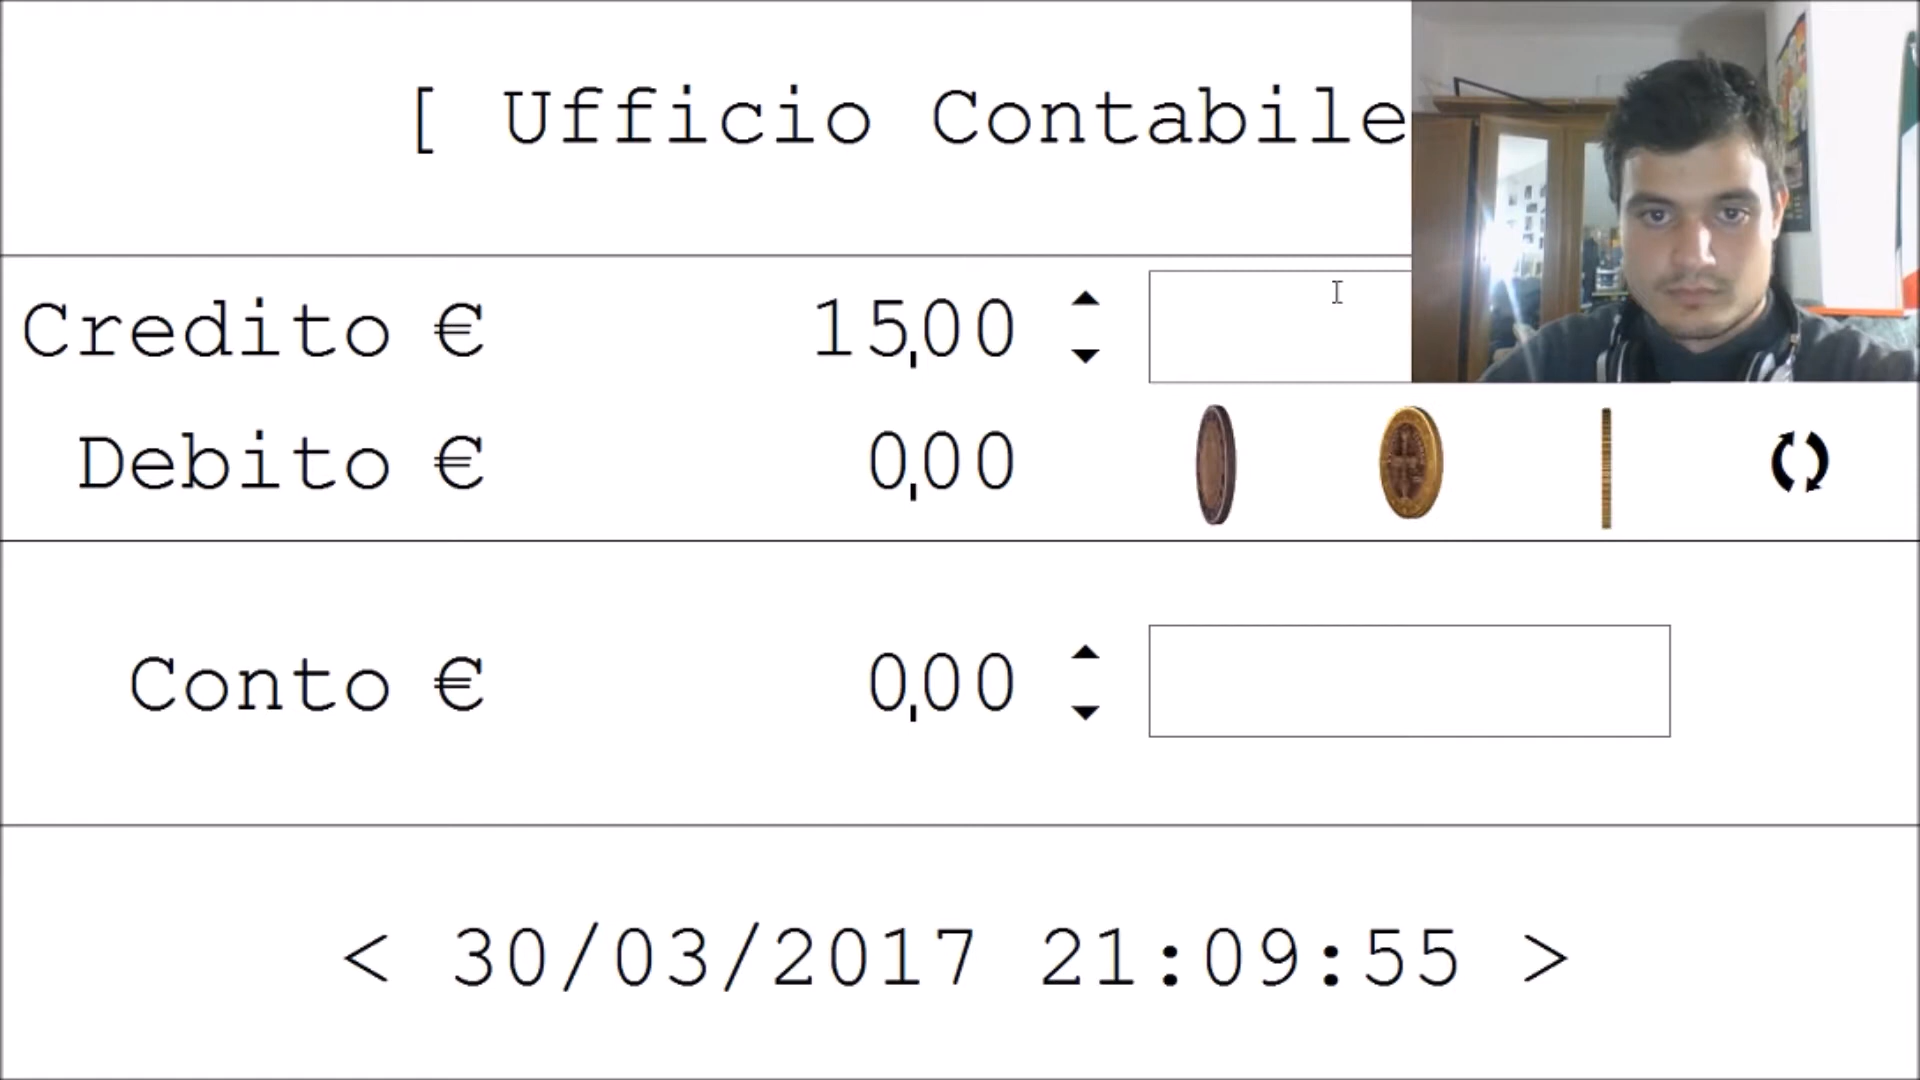 [ Ufficio Contabile
Credito € 15,00
Debito € 0,00
Conto € 0,00
< 30/03/2017 21:09:55 >